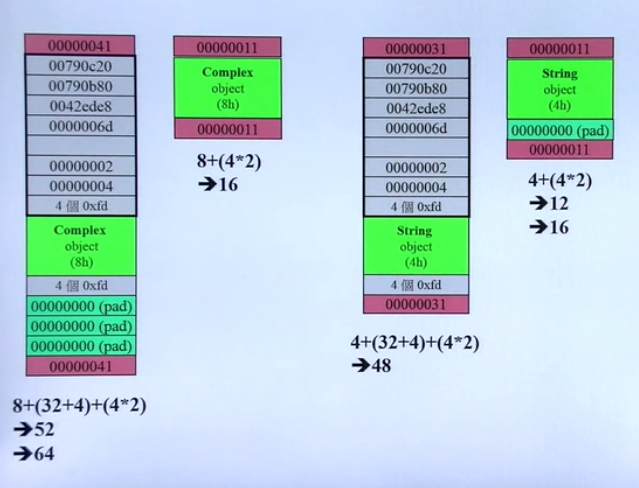 00000041
00790c20
00790b80
0042ede8
0000006d
00000002
00000004
4 個 0xfd
Complex
object
(8h)
4 個 0xfd
00000000 (pad)
00000000 (pad)
00000000 (pad)
00000041
8+(32+4)+(4*2)
➔52
➔64
00000011
Complex
object
(8h)
00000011
8+(4*2)
➔16
00000031
00790c20
00790b80
0042ede8
0000006d
00000002
00000004
4 個 0xfd
String
object
(4h)
4 個 0xfd
00000031
4+(32+4)+(4*2)
➔48
00000011
String
object
(4h)
00000000 (pad)
00000011
4+(4*2)
➔12
➔16